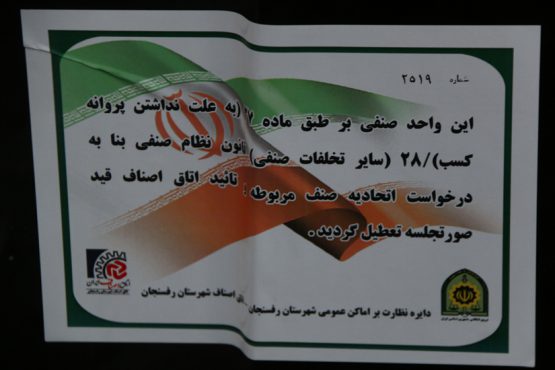 شماره ۲۵۱۹
این واحد صنفی بر طبق ماده (به علت نداشتن پروانه
کسب)/۲۸ (سایر تخلفات صنفی) نون نظام صنفی بنا به
درخواست اتحادیه صنف مربوطه تائید اتاق اصناف قید
صورتجلسه تعطیل گردید.
اصناف شهرستان رفسنجان
دایره نظارت بر اماکن عمومی شهرستان رفسنجان